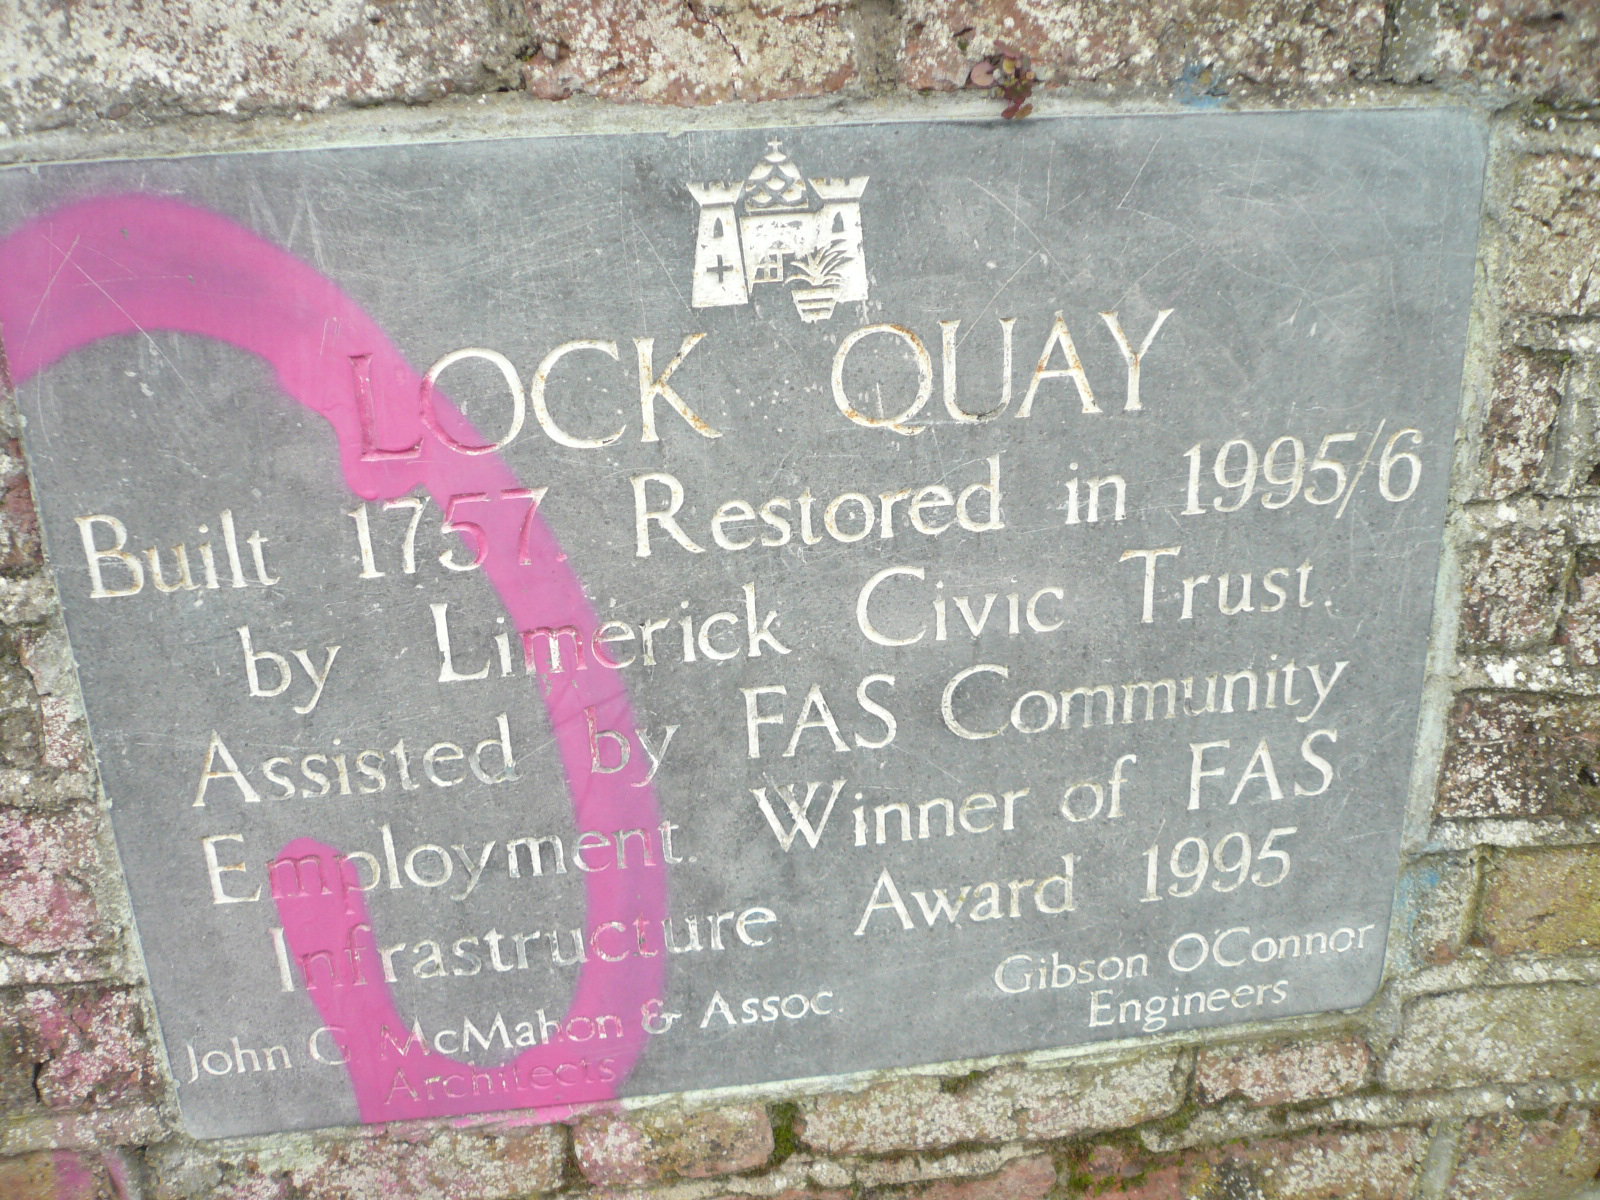 LOCK QUAY
Built 1757. Restored in 1995/6
by Limerick Civic Trust.
Assisted by FAS Community
Employment. Winner of FAS
Infrastructure Award 1995
John G McMahon & Assoc.
Architects
Gibson O'Connor
Engineers